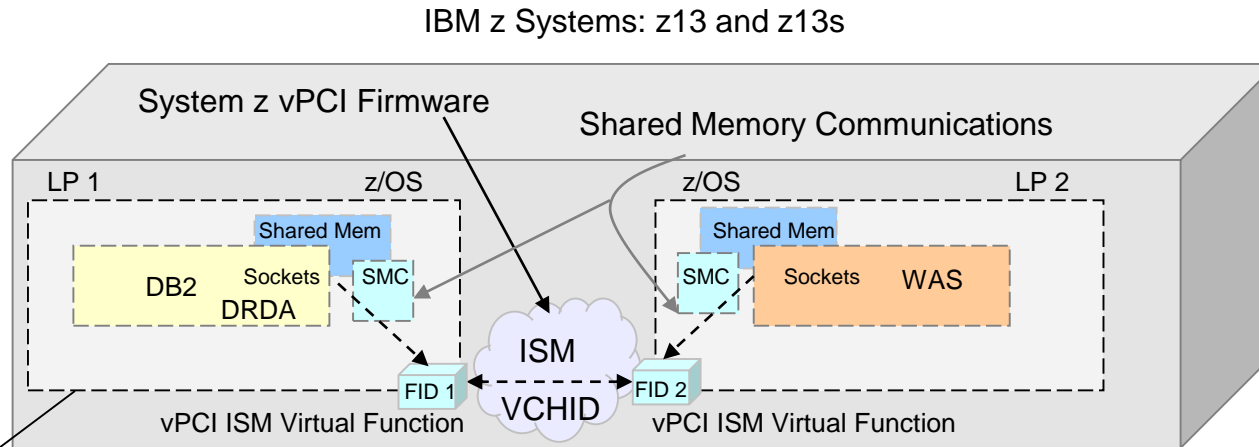 IBM z Systems: z13 and z13s
System z vPCI Firmware
Shared Memory Communications
LP 1
z/OS
z/OS
LP 2
Shared Mem
Shared Mem
DB2
Sockets
DRDA
SMC
SMC
Sockets
WAS
ISM
FID 1
FID 2
VCHID
vPCI ISM Virtual Function
vPCI ISM Virtual Function